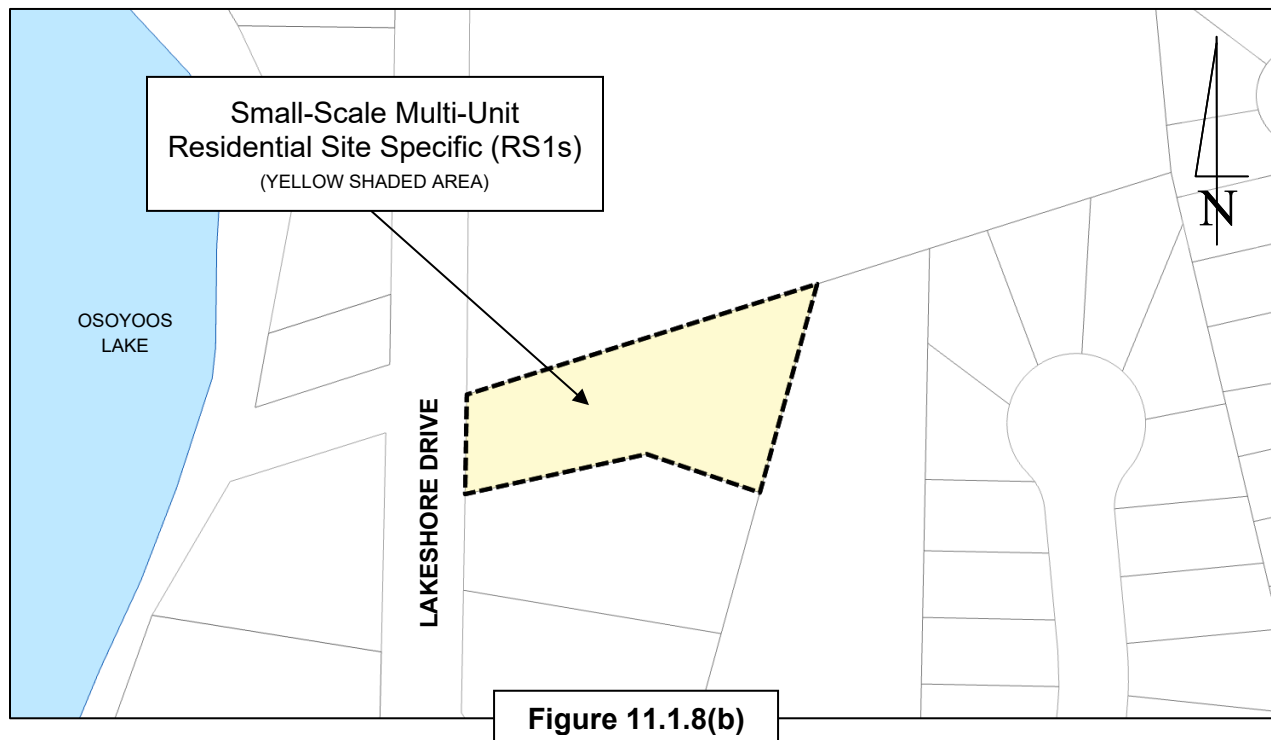 Small-Scale Multi-Unit
Residential Site Specific (RS1s)
(YELLOW SHADED AREA)
N
OSOYOOS
LAKE
LAKESHORE DRIVE
Figure 11.1.8(b)